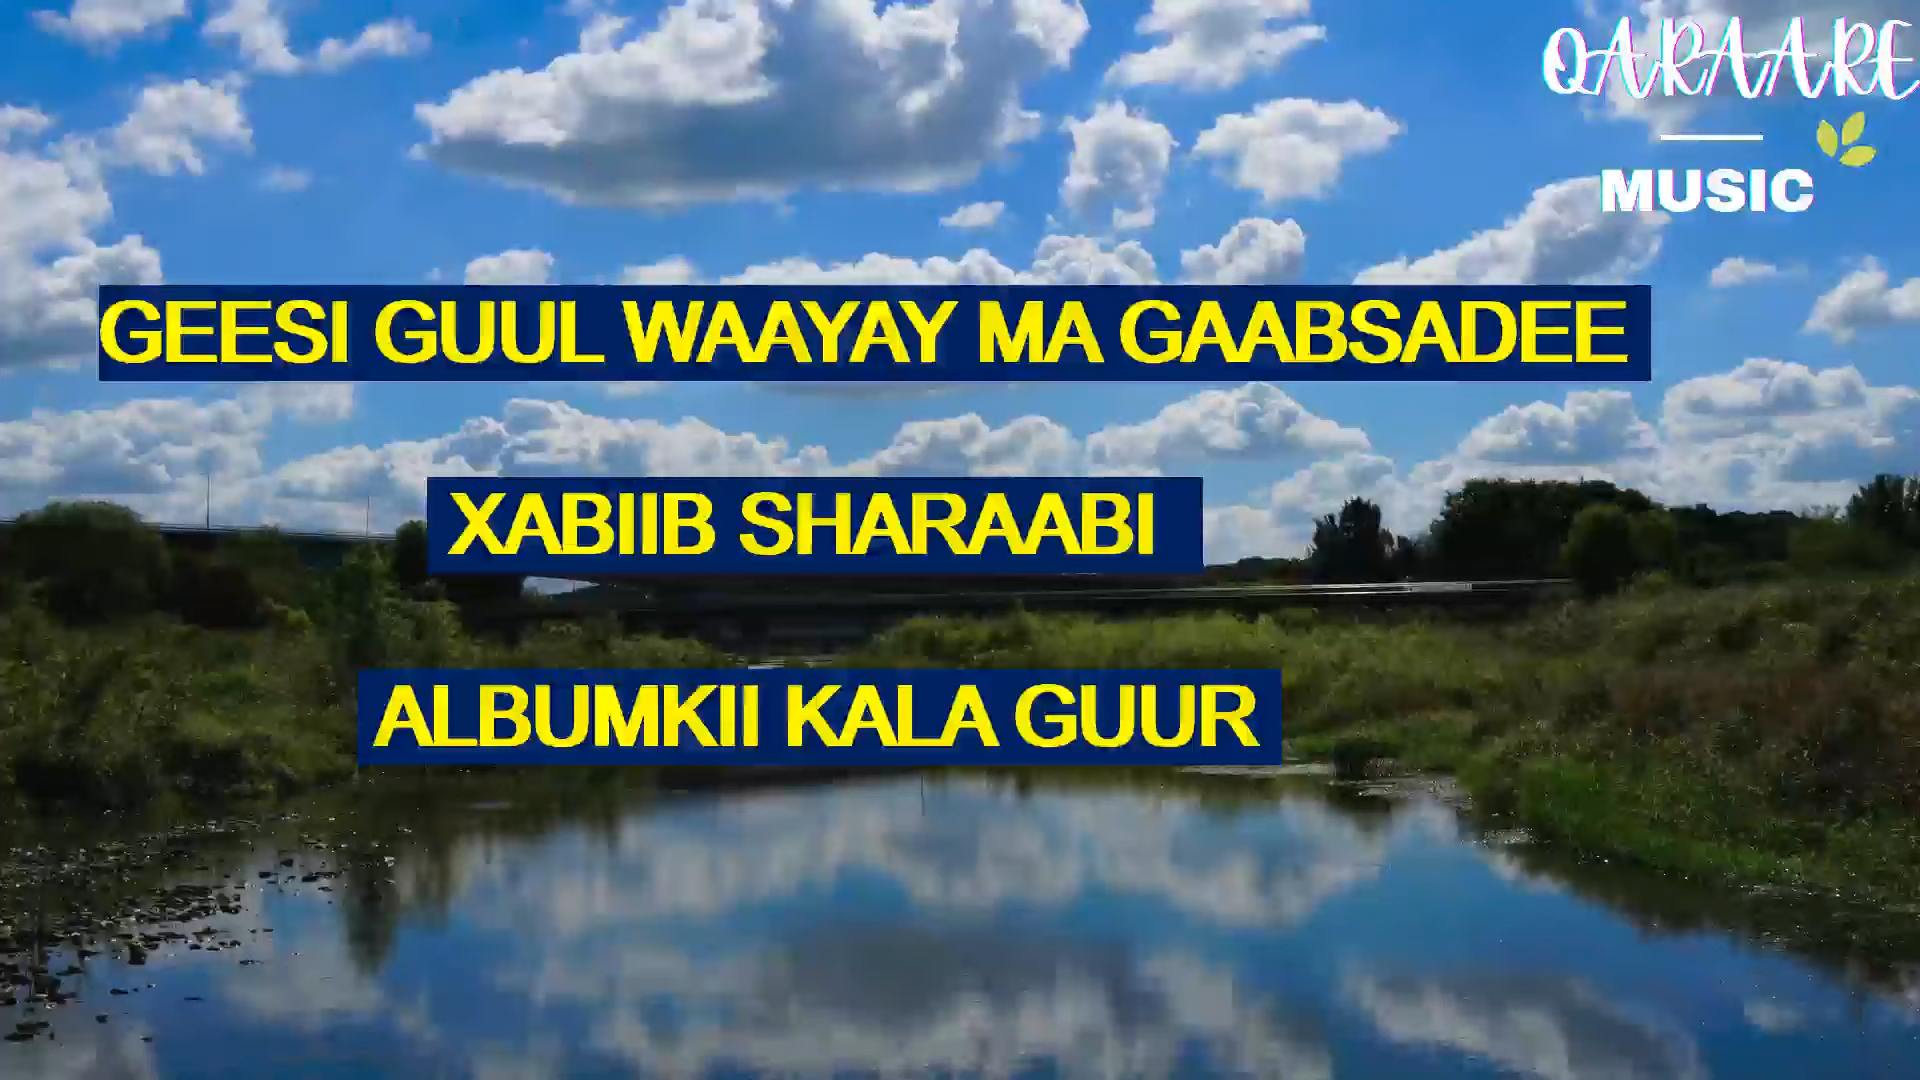 QARAARE
MUSIC
GEESI GUUL WAAYAY MA GAABSADEE
XABIIB SHARAABI
ALBUMKII KALA GUUR